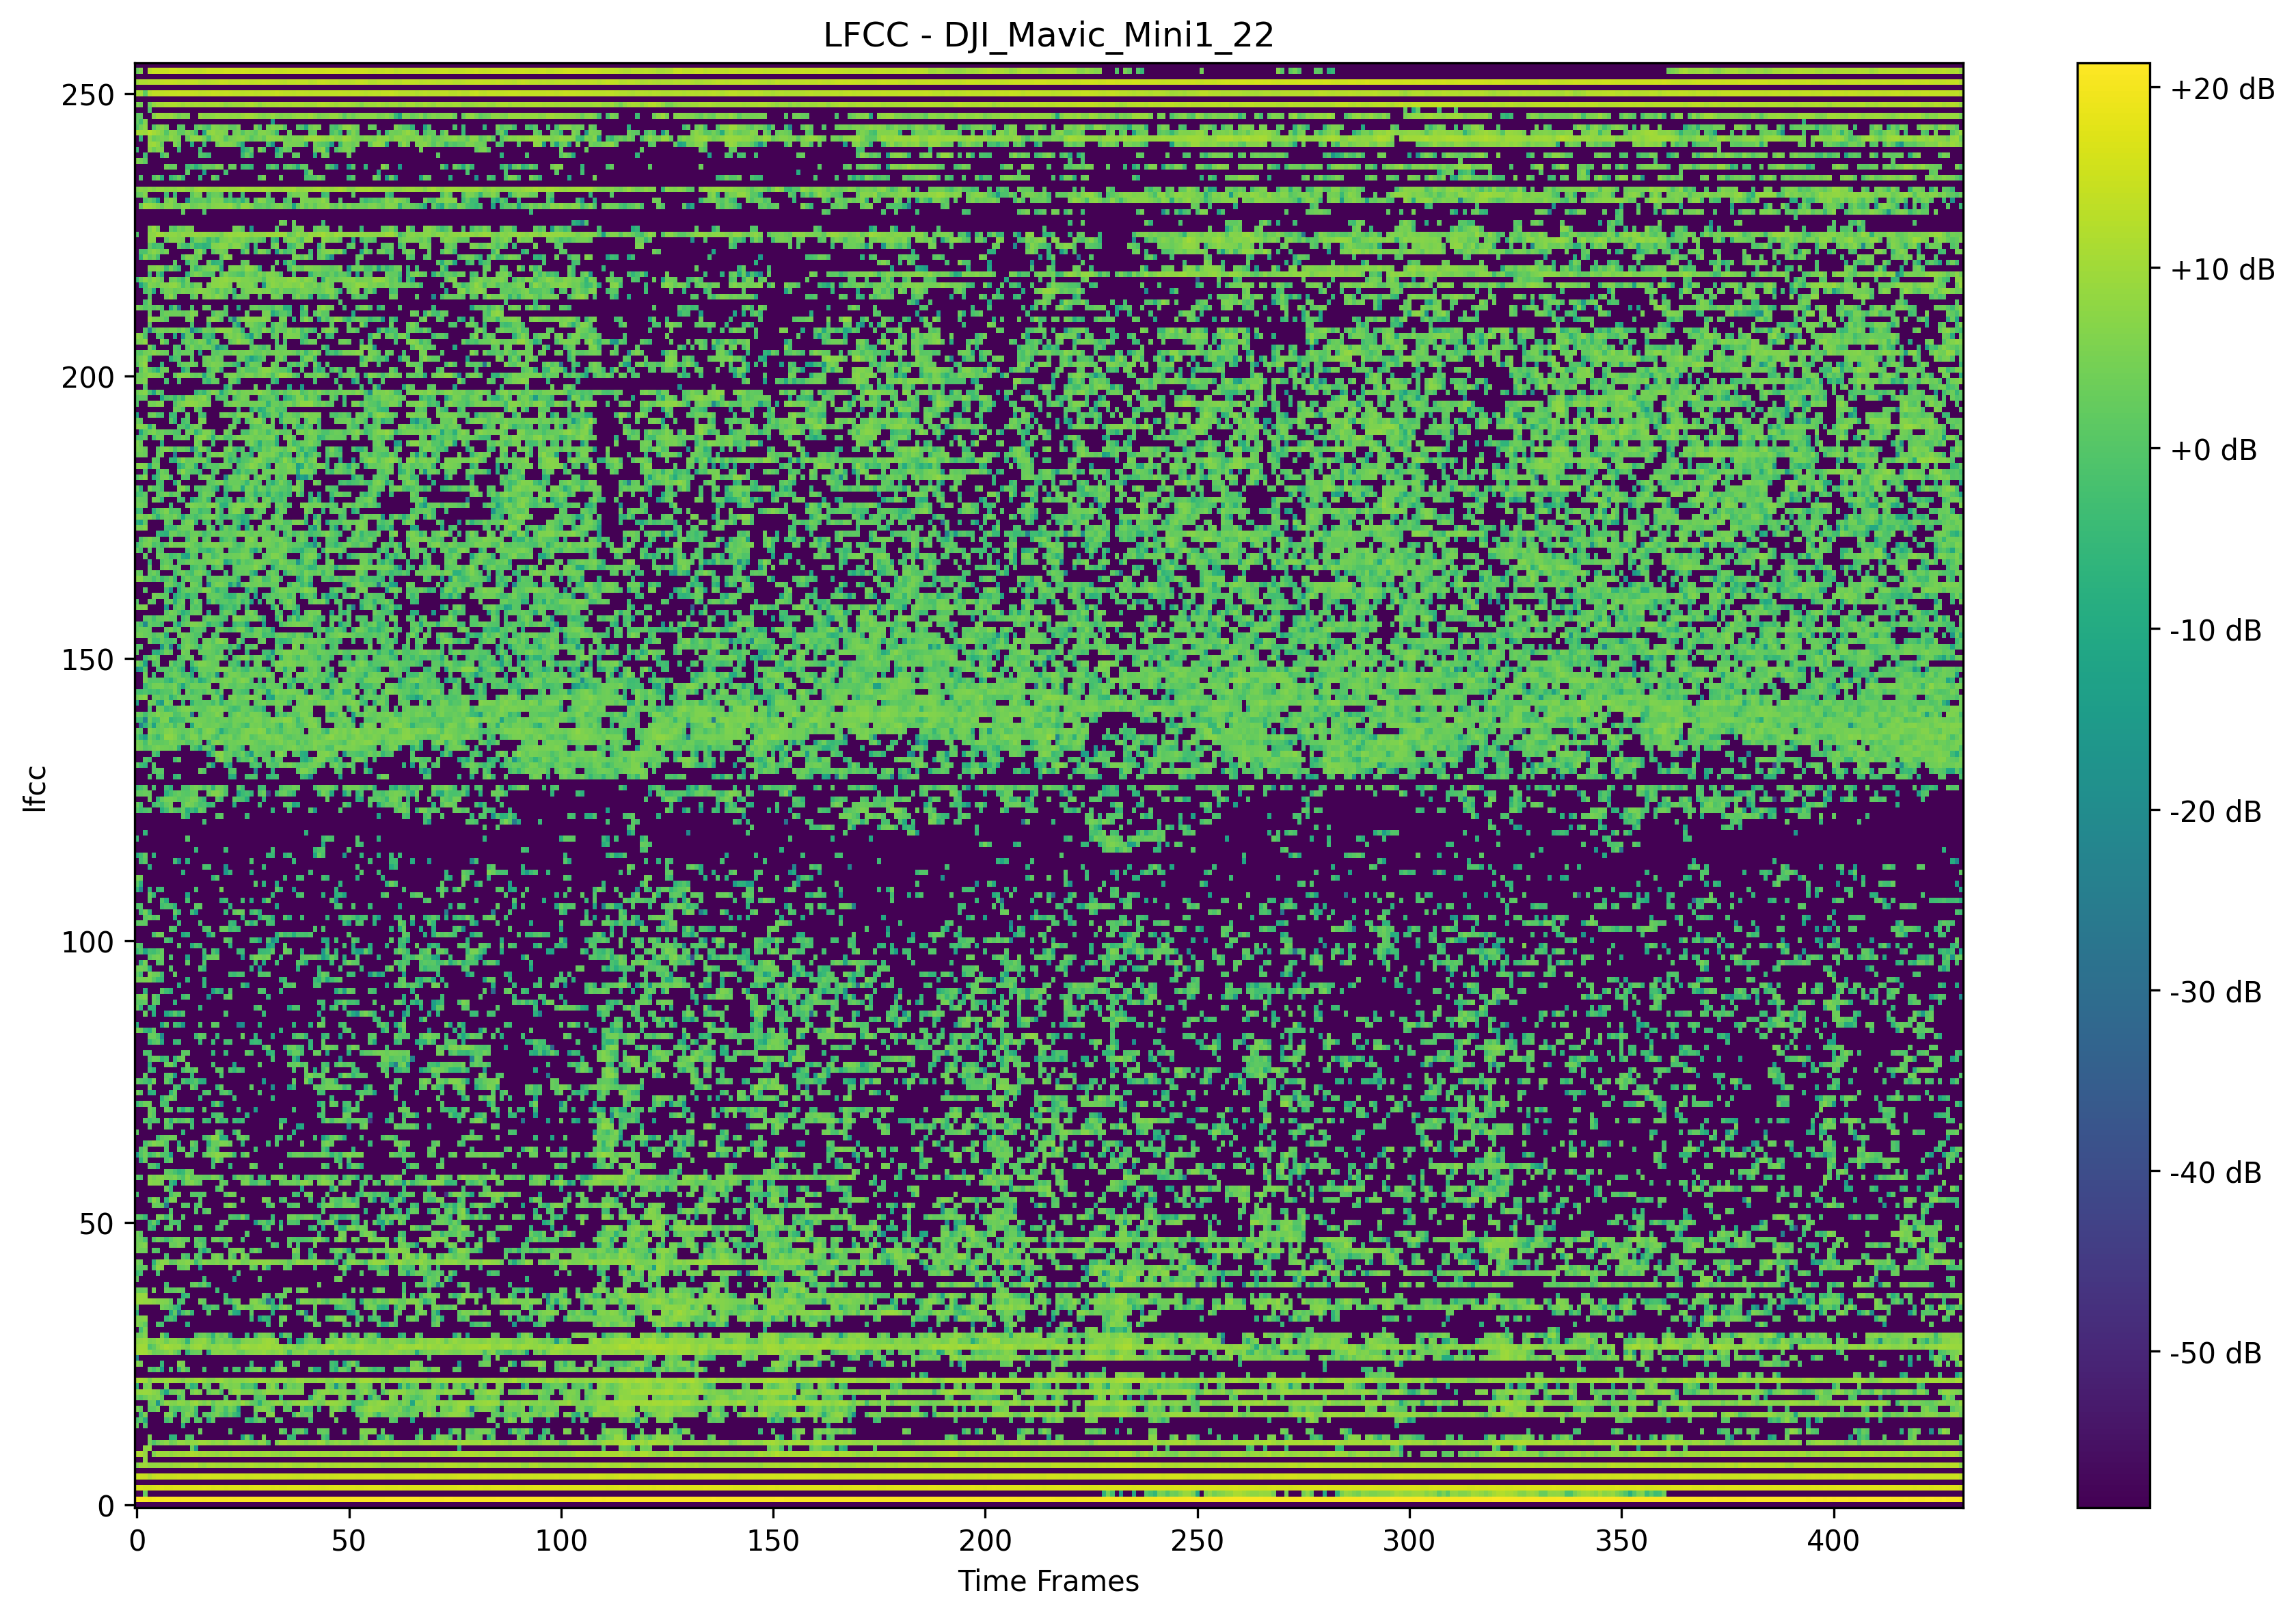 LFCC - DJI_Mavic_Mini1_22
250
200
150
100
50
0
lfcc
0 50 100 150 200 250 300 350 400
Time Frames
+20 dB
+10 dB
+0 dB
-10 dB
-20 dB
-30 dB
-40 dB
-50 dB